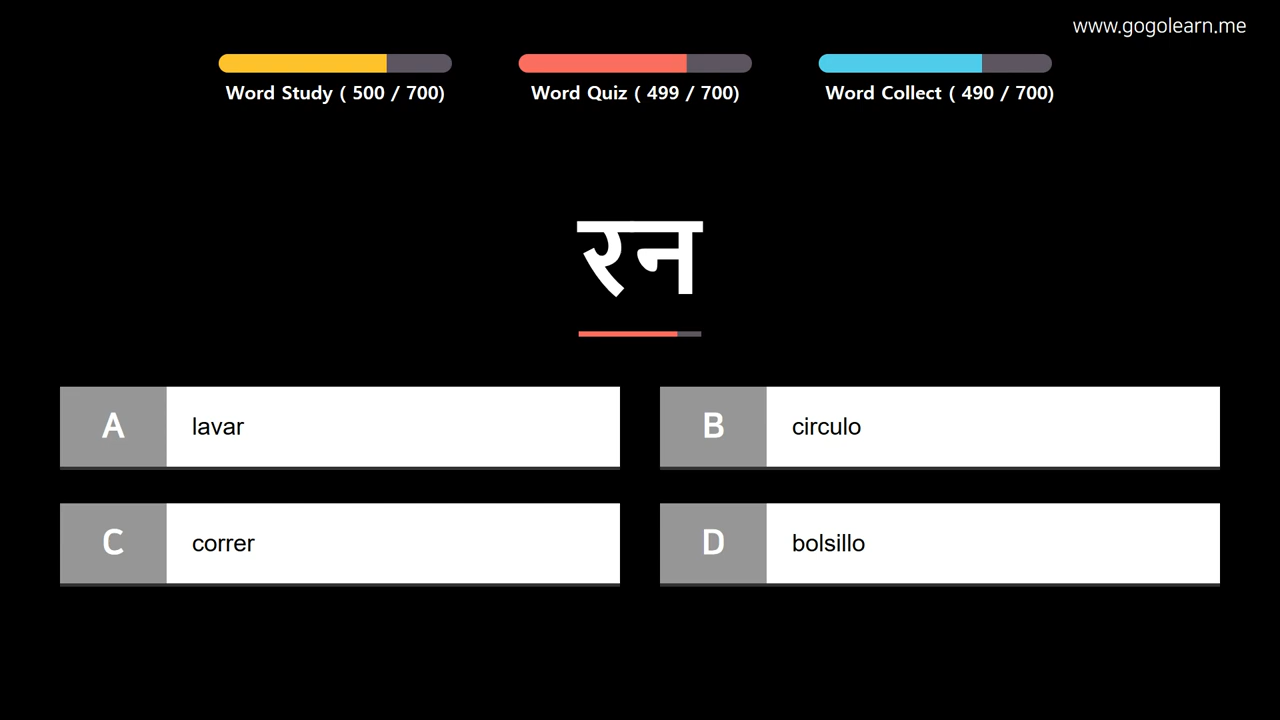 www.gogolearn.me
Word Study ( 500 / 700)
Word Quiz ( 499 / 700)
Word Collect ( 490 / 700)
रन
A lavar
B circulo
C correr
D bolsillo